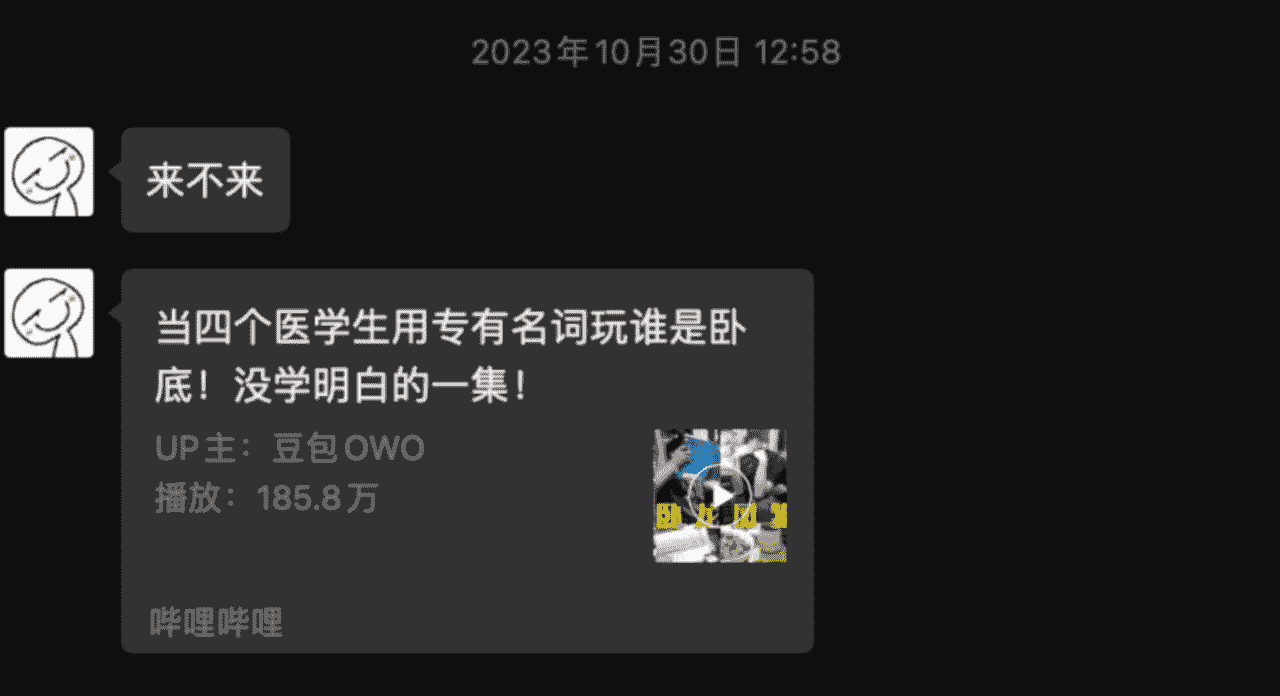 2023年10月30日 12:58
来不来
当四个医学生用专有名词玩谁是卧
底！没学明白的一集！
UP主：豆包OWO
播放：185.8万
哔哩哔哩